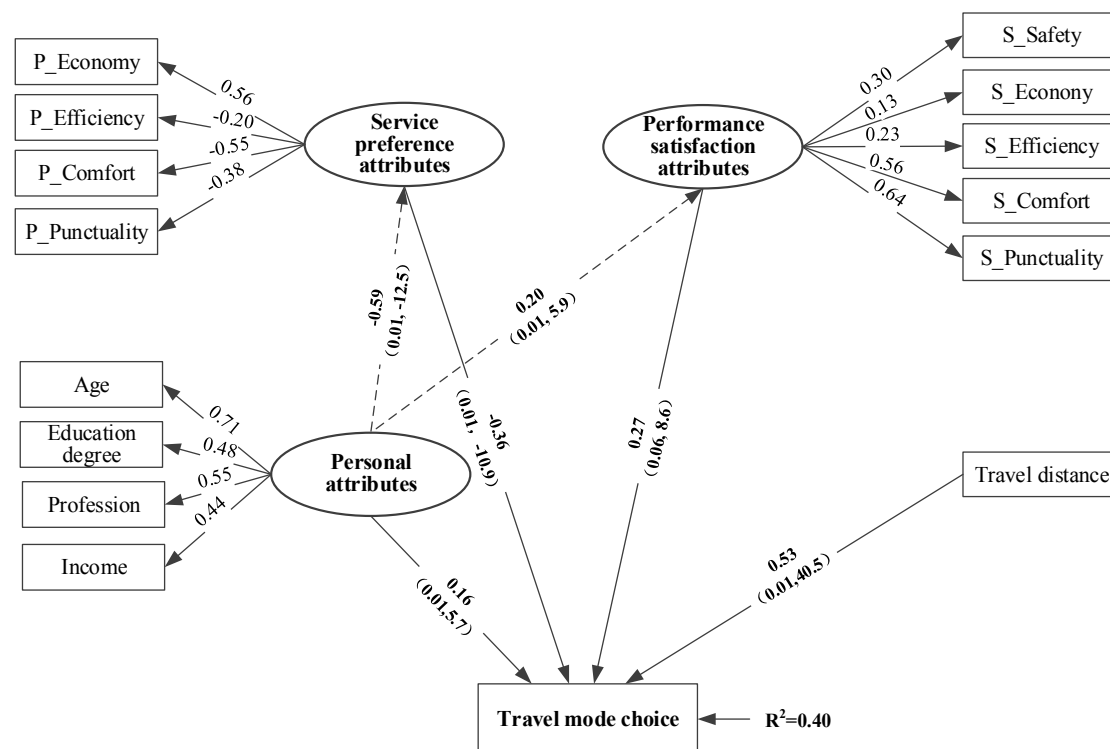 P_Economy
P_Efficiency
P_Comfort
P_Punctuality
0.56
-0.20
-0.55
-0.38
Service
preference
attributes
Performance
satisfaction
attributes
0.30
0.13
0.23
0.56
0.64
S_Safety
S_Econony
S_Efficiency
S_Comfort
S_Punctuality
-0.59
(0.01, -12.5)
0.20
(0.01, 5.9)
Age
Education
degree
Profession
Income
0.71
0.48
0.55
0.44
Personal
attributes
-0.36
(0.01, -10.9)
0.27
(0.06, 8.6)
Travel distance
0.16
(0.01,5.7)
0.53
(0.01,40.5)
Travel mode choice
R²=0.40